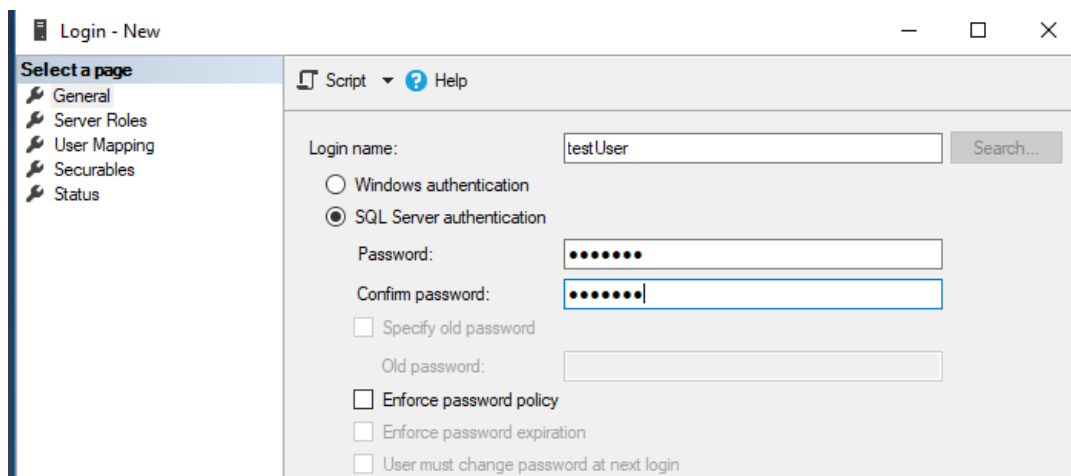 Login - New
Select a page
General
Server Roles
User Mapping
Securables
Status
Script Help
Login name: testUser Search...
Windows authentication
SQL Server authentication
Password: •••••••
Confirm password: •••••••
Specify old password
Old password:
Enforce password policy
Enforce password expiration
User must change password at next login